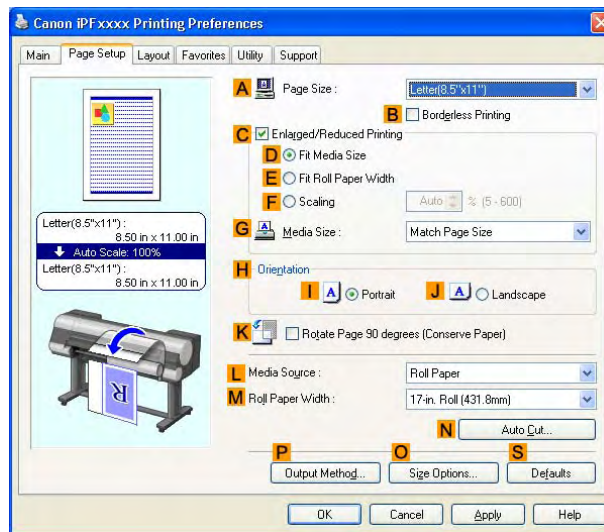 Canon iPFxxxx Printing Preferences
Main Page Setup Layout Favorites Utility Support
A Page Size : Letter(8.5"x11")
B Borderless Printing
C Enlarged/Reduced Printing
D Fit Media Size
E Fit Roll Paper Width
F Scaling Auto % (5 - 600)
G Media Size : Match Page Size
Letter(8.5"x11") :
8.50 in x 11.00 in
Auto Scale: 100%
Letter(8.5"x11") :
8.50 in x 11.00 in
H Orientation
I A Portrait J A Landscape
K Rotate Page 90 degrees (Conserve Paper)
R
L Media Source : Roll Paper
M Roll Paper Width : 17-in. Roll (431.8mm)
N Auto Cut...
P O S
Output Method... Size Options... Defaults
OK Cancel Apply Help